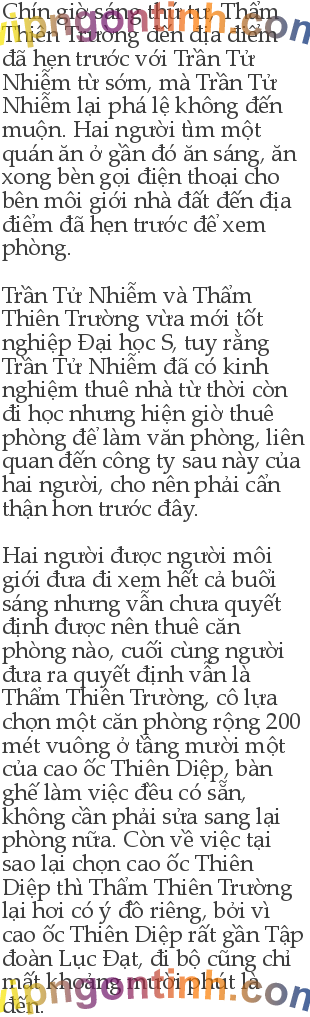 Chín giờ sáng thứ tư, Thẩm
Thiên Trường đến địa điểm
đã hẹn trước với Trần Tử
Nhiễm từ sớm, mà Trần Tử
Nhiễm lại phá lệ không đến
muộn. Hai người tìm một
quán ăn ở gần đó ăn sáng, ăn
xong bèn gọi điện thoại cho
bên môi giới nhà đất đến địa
điểm đã hẹn trước để xem
phòng.

Trần Tử Nhiễm và Thẩm
Thiên Trường vừa mới tốt
nghiệp Đại học S, tuy rằng
Trần Tử Nhiễm đã có kinh
nghiệm thuê nhà từ thời còn
đi học nhưng hiện giờ thuê
phòng để làm văn phòng, liên
quan đến công ty sau này của
hai người, cho nên phải cẩn
thận hơn trước đây.

Hai người được người môi
giới đưa đi xem hết cả buổi
sáng nhưng vẫn chưa quyết
định được nên thuê căn
phòng nào, cuối cùng người
đưa ra quyết định vẫn là
Thẩm Thiên Trường, cô lựa
chọn một căn phòng rộng 200
mét vuông ở tầng mười một
của cao ốc Thiên Diệp, bàn
ghế làm việc đều có sẵn,
không cần phải sửa sang lại
phòng nữa. Còn về việc tại
sao lại chọn cao ốc Thiên
Diệp thì Thẩm Thiên Trường
lại hơi có ý đồ riêng, bởi vì
cao ốc Thiên Diệp rất gần Tập
đoàn Lục Đạt, đi bộ cũng chỉ
mất khoảng mười phút là
đến.
vipngontinh.com
vipngontinh.com